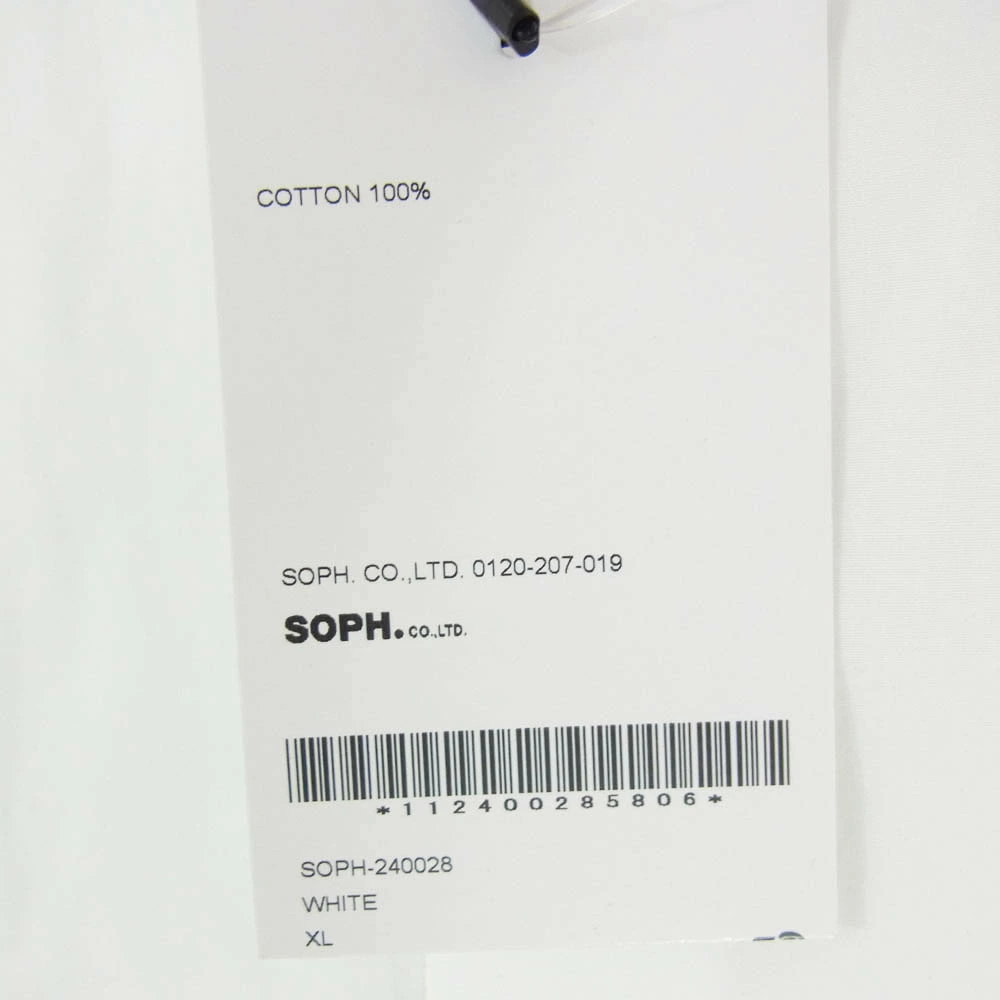 COTTON 100%
SOPH. CO.,LTD. 0120-207-019
SOPH. CO.,LTD.
*112400285806*
SOPH-240028
WHITE
XL